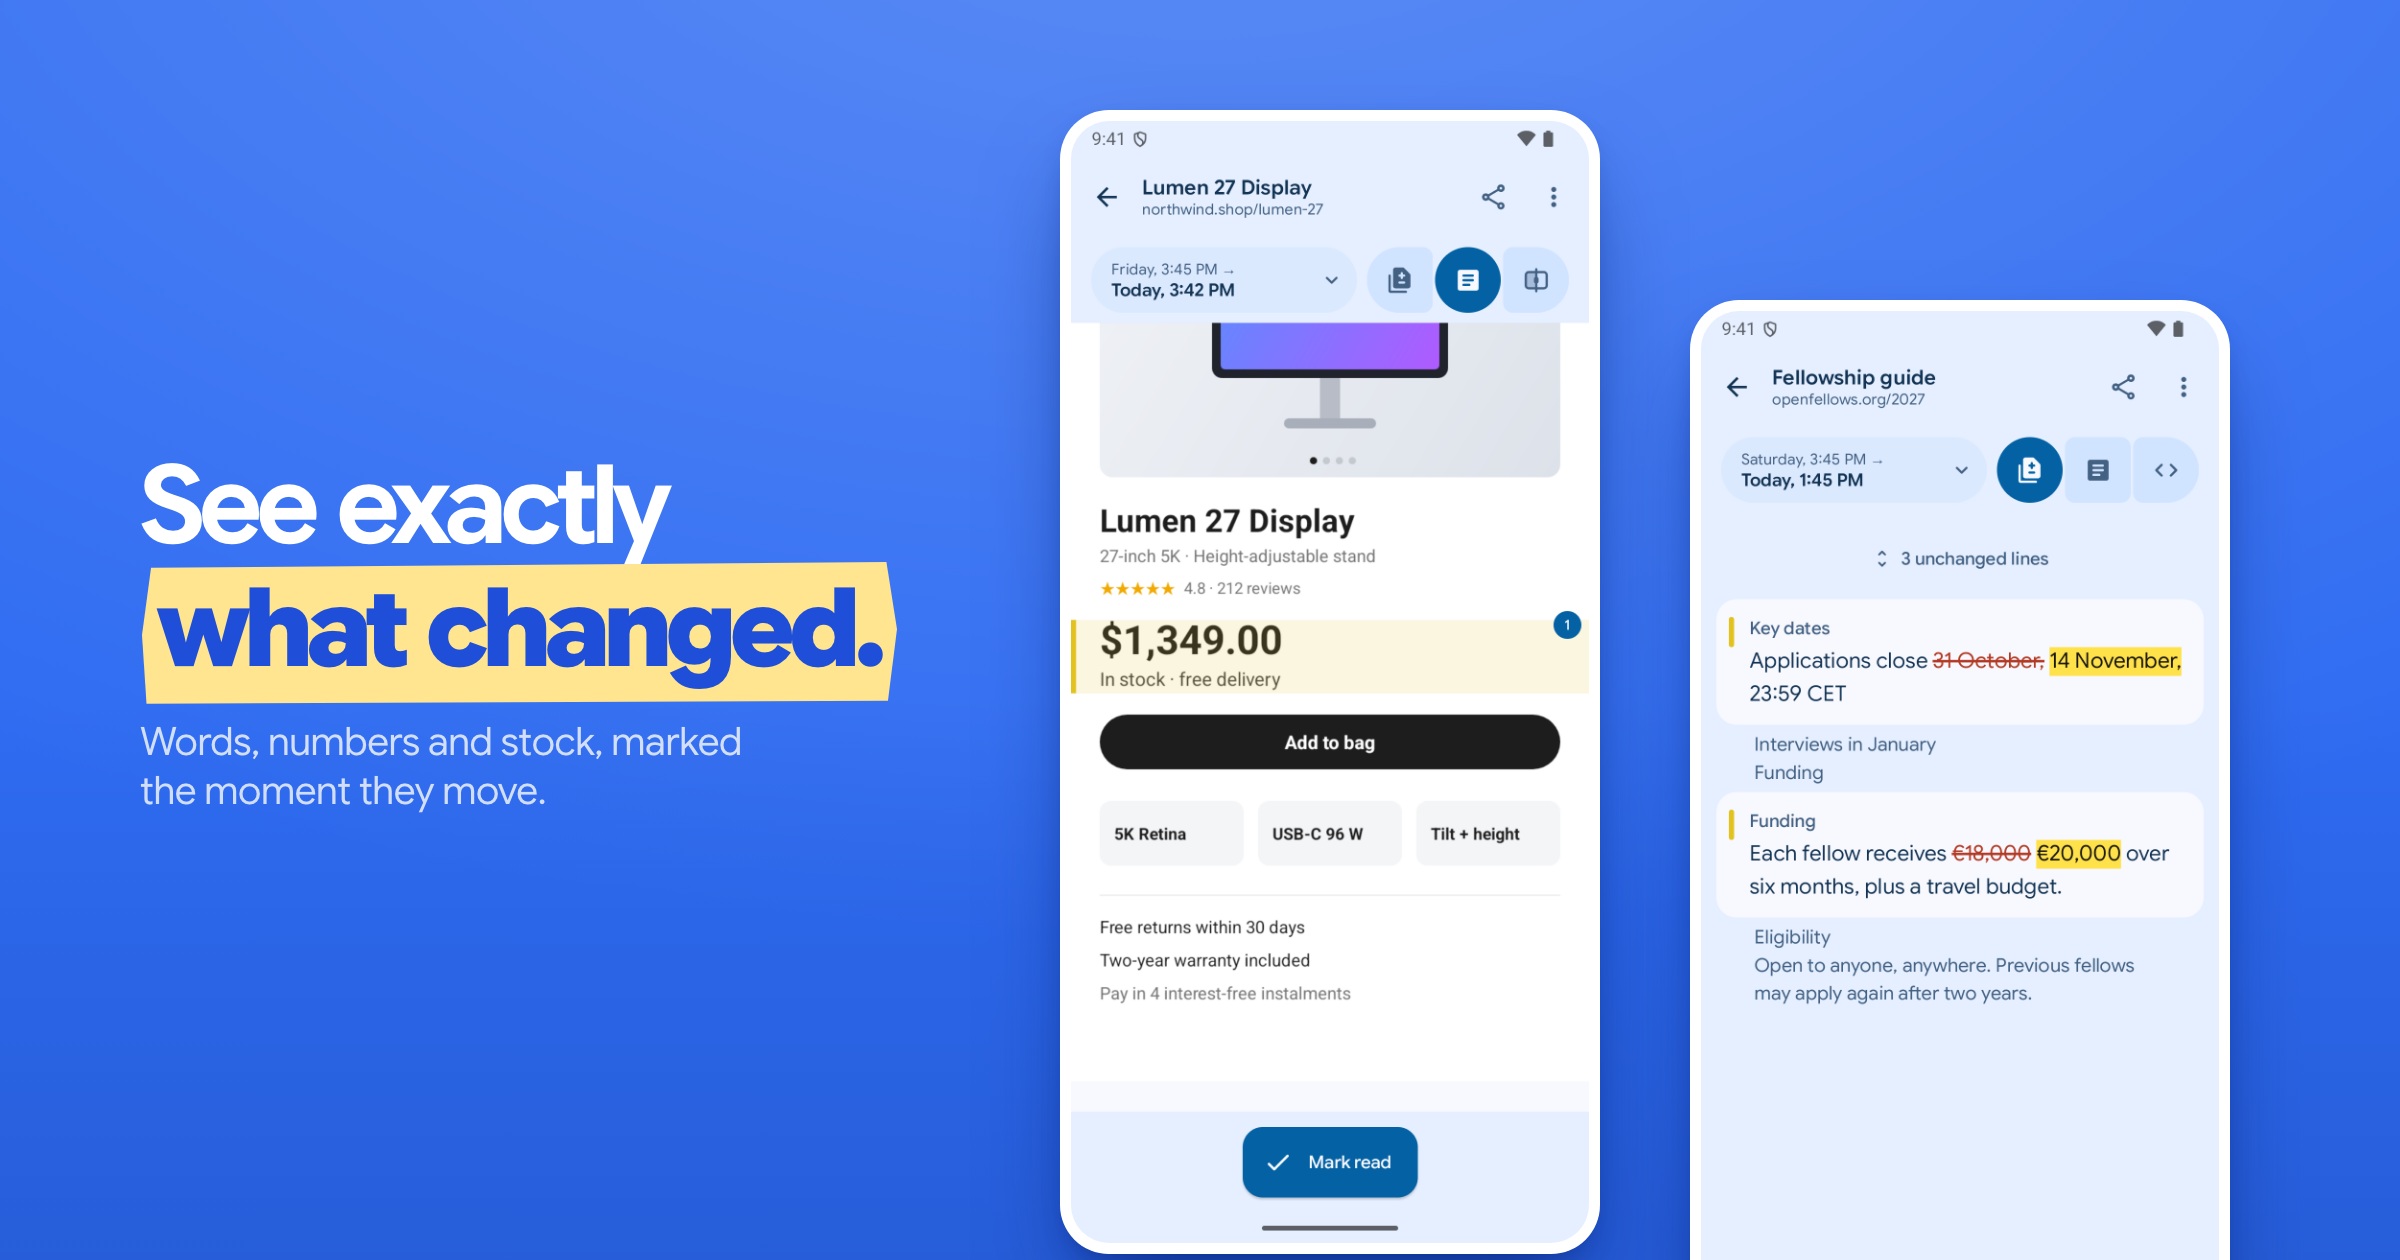 See exactly
what changed.
Words, numbers and stock, marked
the moment they move.
9:41
Lumen 27 Display
northwind.shop/lumen-27
Friday, 3:45 PM →
Today, 3:42 PM
Lumen 27 Display
27-inch 5K · Height-adjustable stand
★★★★★ 4.8 · 212 reviews
$1,349.00
1
In stock · free delivery
Add to bag
5K Retina
USB-C 96 W
Tilt + height
Free returns within 30 days
Two-year warranty included
Pay in 4 interest-free instalments
Mark read
9:41
Fellowship guide
openfellows.org/2027
Saturday, 3:45 PM →
Today, 1:45 PM
3 unchanged lines
Key dates
Applications close 31 October, 14 November,
23:59 CET
Interviews in January
Funding
Funding
Each fellow receives €18,000 €20,000 over
six months, plus a travel budget.
Eligibility
Open to anyone, anywhere. Previous fellows
may apply again after two years.